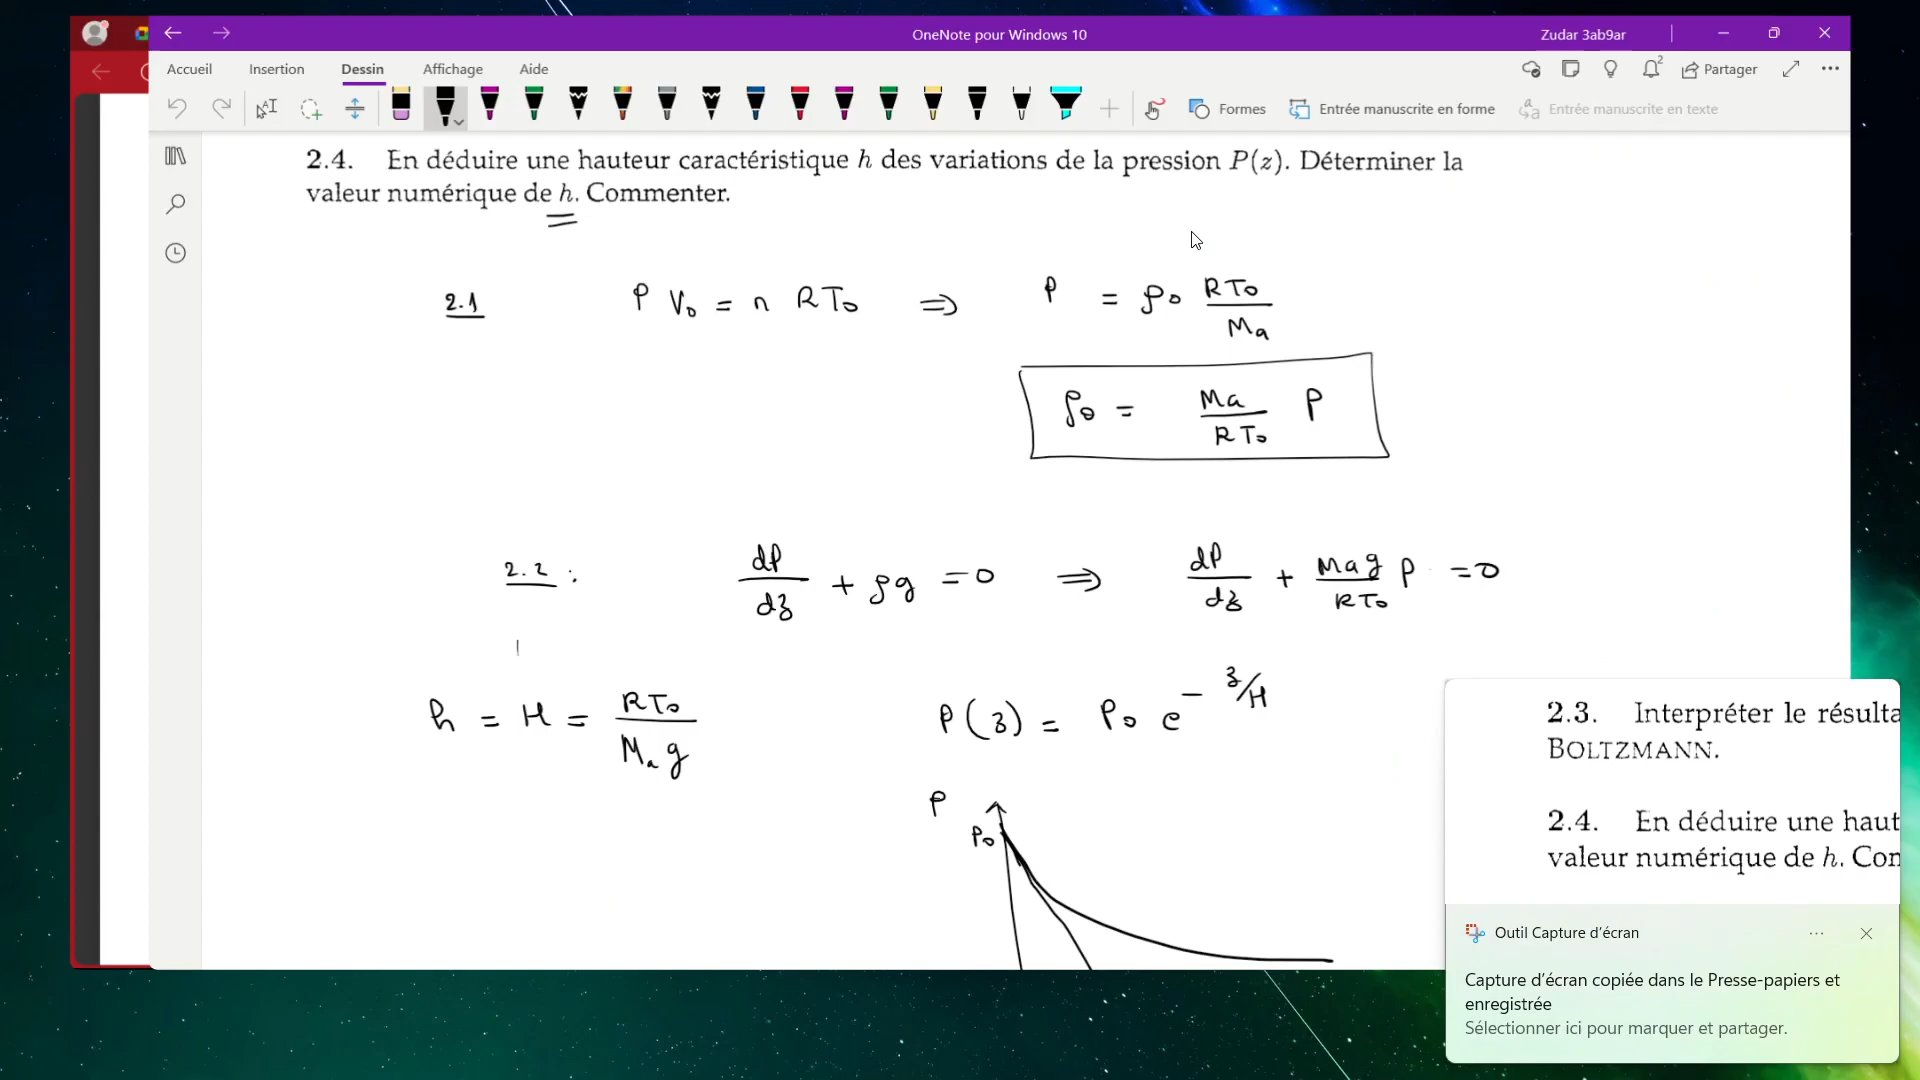 OneNote pour Windows 10
Zudar 3ab9ar
Accueil Insertion Dessin Affichage Aide
2
Partager
Formes
Entrée manuscrite en forme
Entrée manuscrite en texte
2.4. En déduire une hauteur caractéristique h des variations de la pression P(z). Déterminer la
valeur numérique de h. Commenter.
2.1 P V₀ = n RT₀ ⇒ P = ρ₀ RT₀/Ma
ρ₀ = Ma/RT₀ P
2.2 : dP/dz + ρg = 0 ⇒ dP/dz + Mag/RT₀ P = 0
h = H = RT₀/Mₐg
P(z) = P₀ e^-z/H
P
P₀
2.3. Interpréter le résulta
BOLTZMANN.
2.4. En déduire une haut
valeur numérique de h. Con
Outil Capture d'écran
Capture d'écran copiée dans le Presse-papiers et
enregistrée
Sélectionner ici pour marquer et partager.